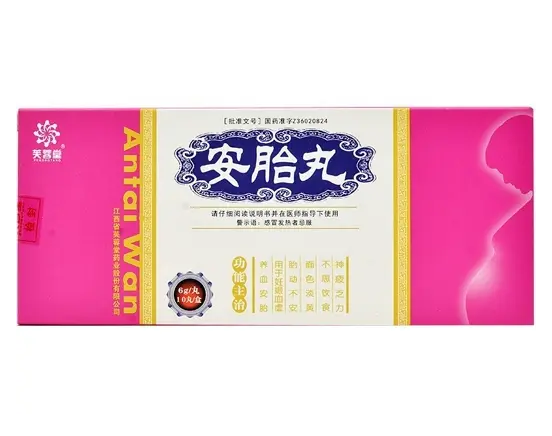 芙蓉堂
®
FURONGTANG
Antai Wan
江西省芙蓉堂药业股份有限公司
[批准文号] 国药准字Z36020824
安胎丸
请仔细阅读说明书并在医师指导下使用
警示语:感冒发热者忌服
6g/丸
10丸/盒
功能主治
养血安胎
用于妊娠血虚
胎动不安
面色淡黄
不思饮食
神疲乏力